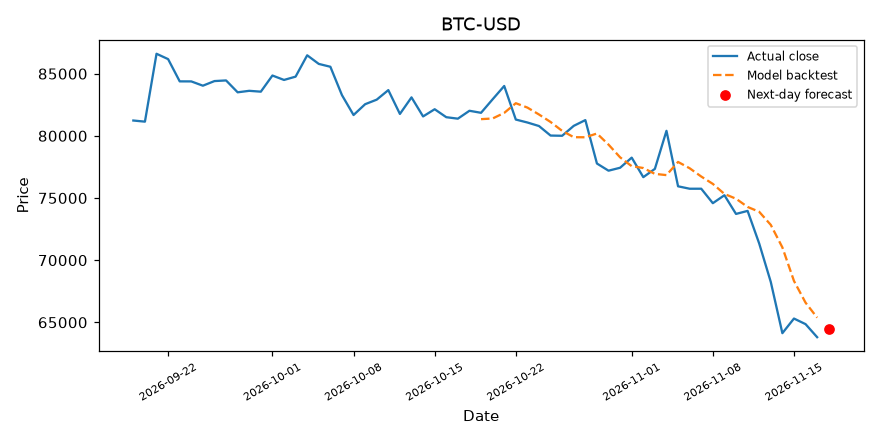 BTC-USD
Actual close
Model backtest
Next-day forecast
Price
85000
80000
75000
70000
65000
2026-09-22
2026-10-01
2026-10-08
2026-10-15
2026-10-22
2026-11-01
2026-11-08
2026-11-15
Date